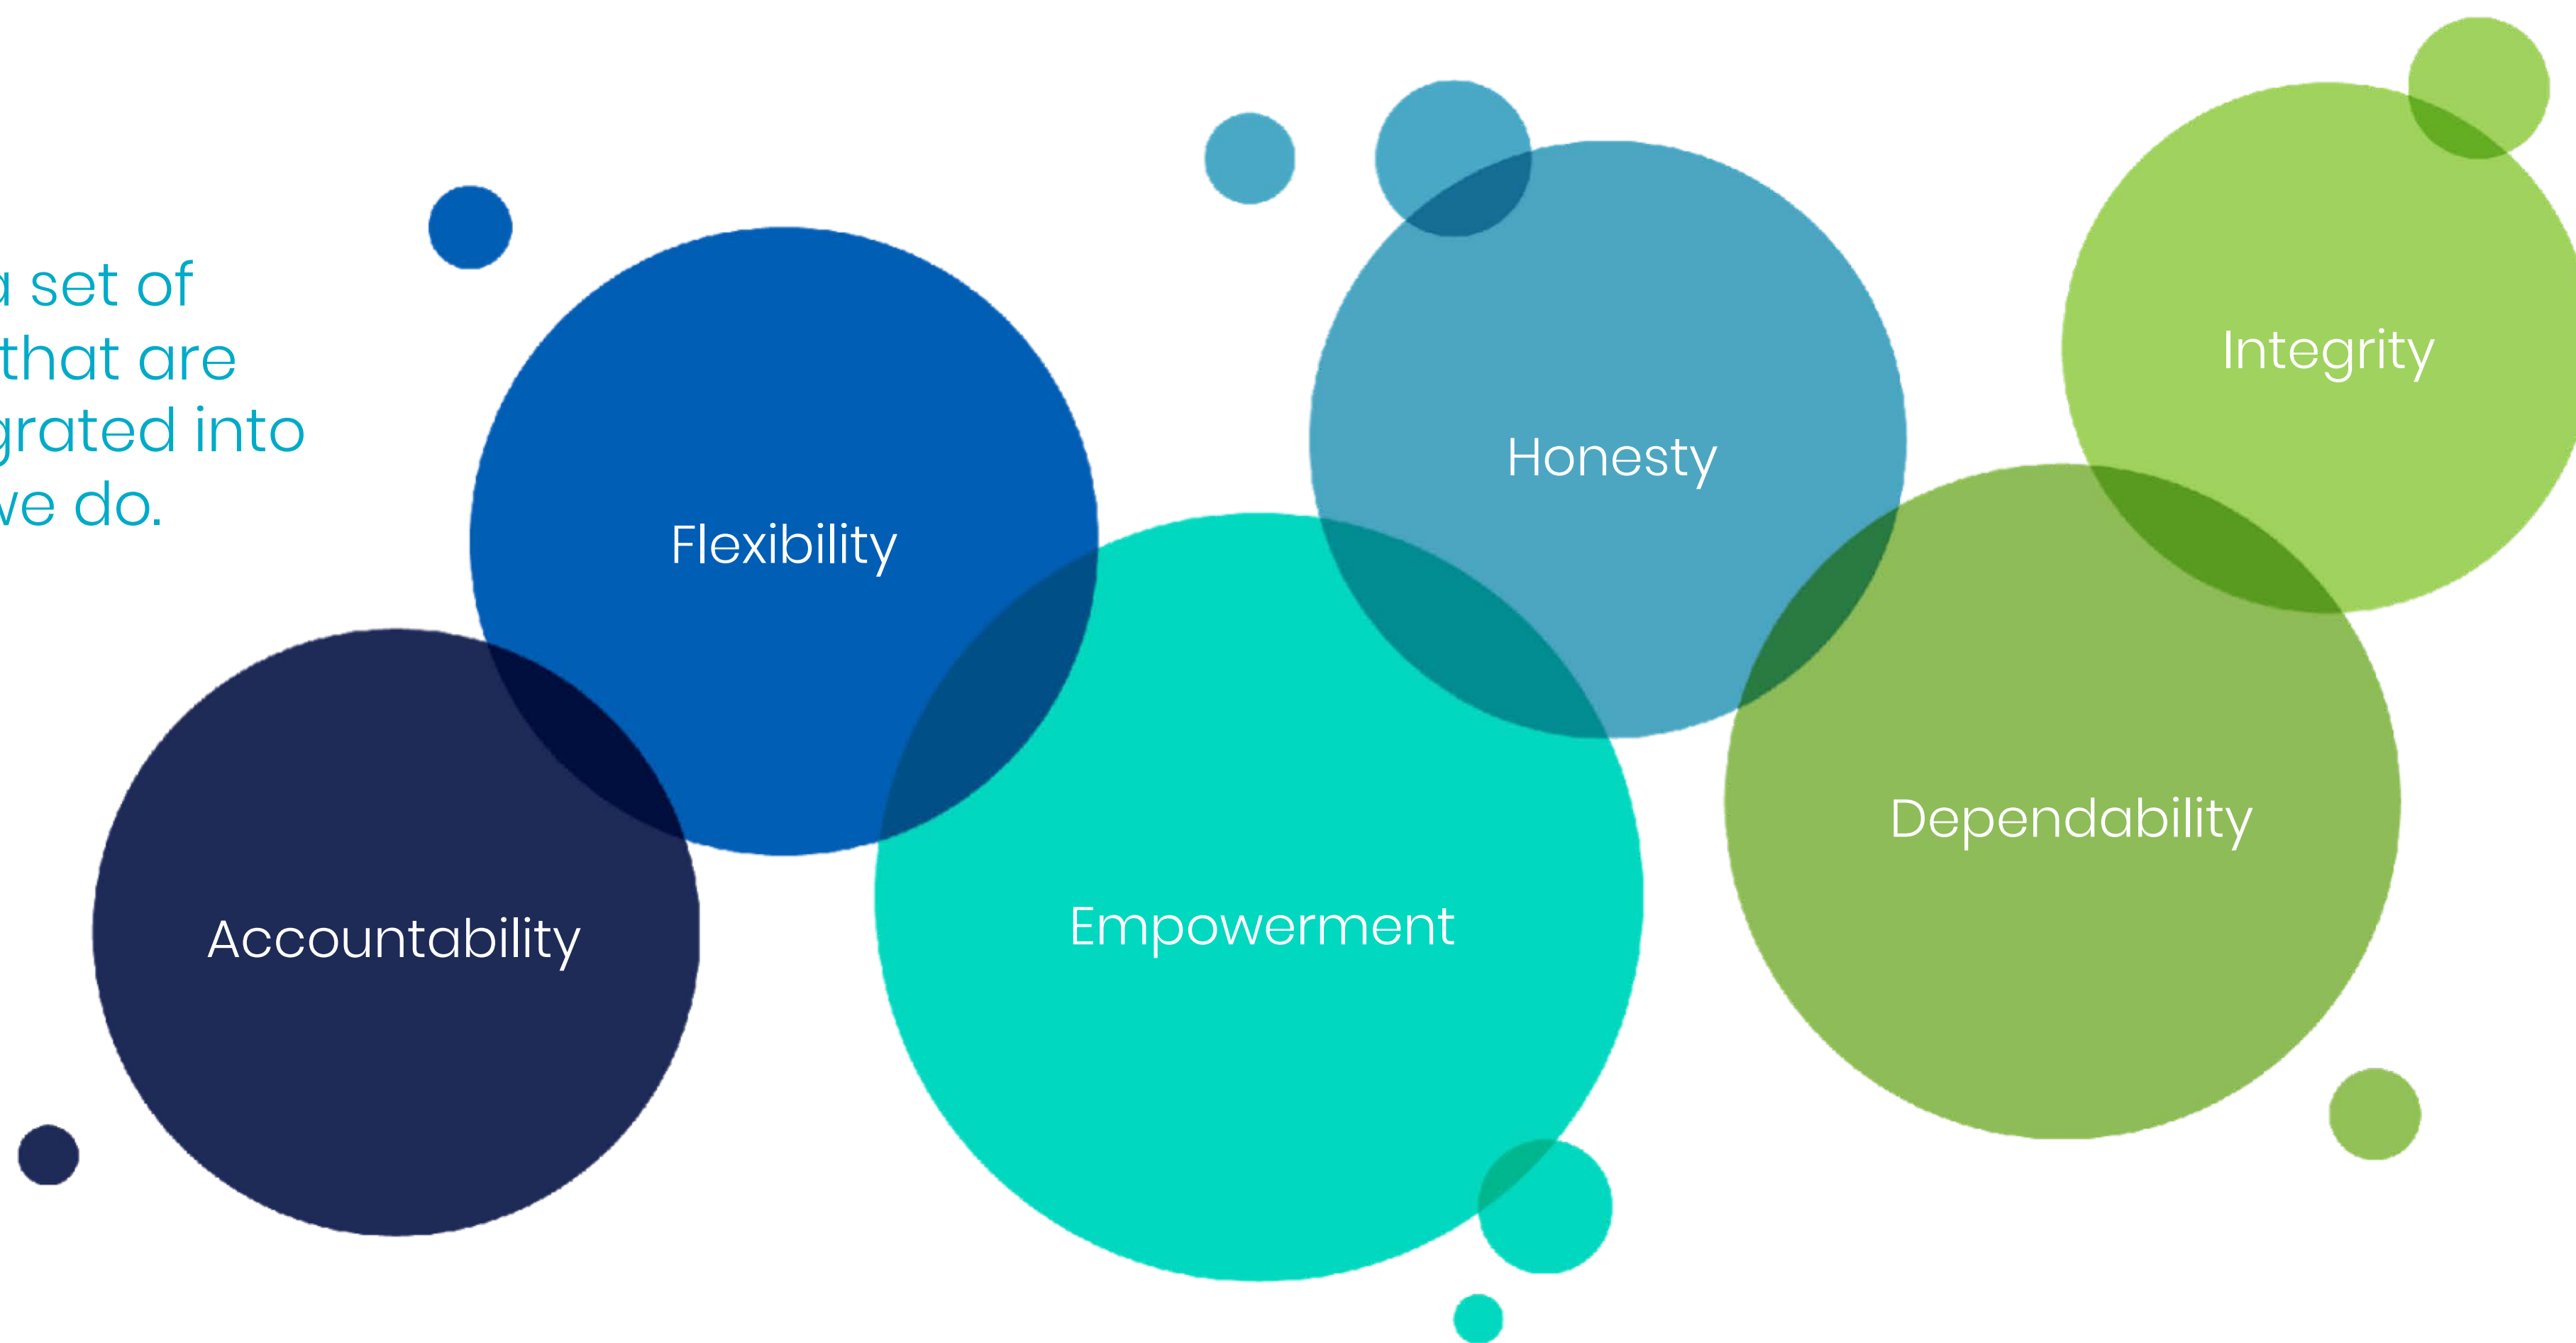 a set of
that are
grated into
we do.
Flexibility
Accountability
Empowerment
Honesty
Dependability
Integrity